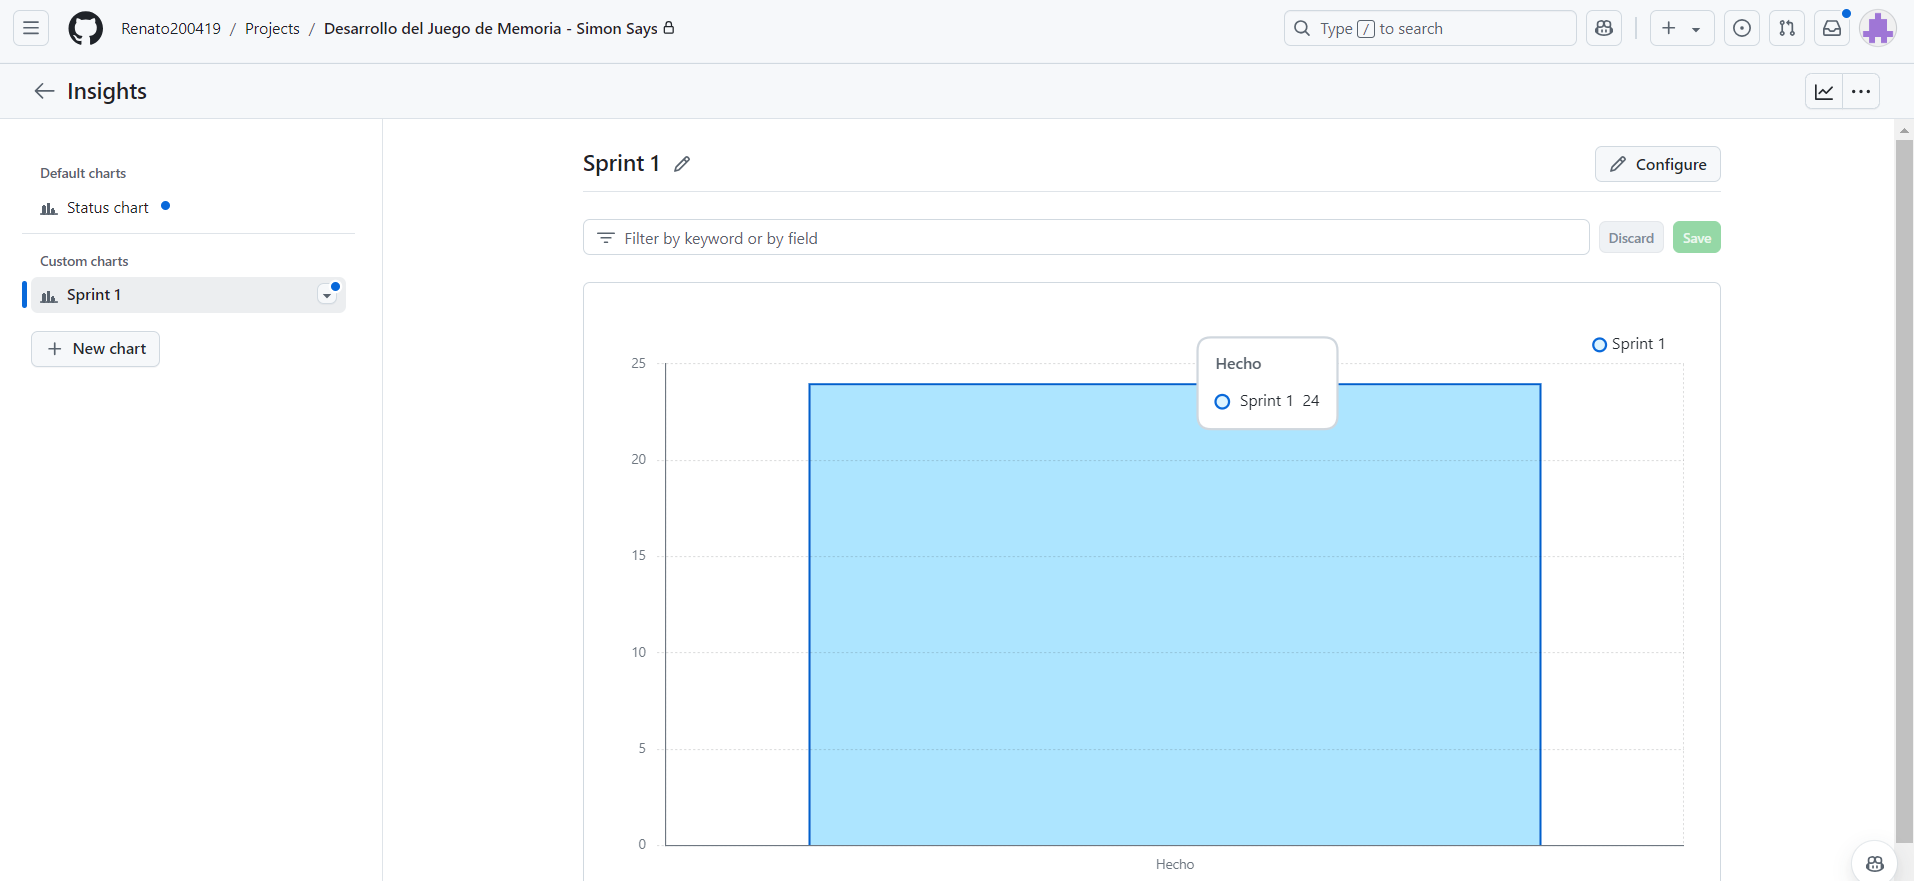 Renato200419 / Projects / Desarrollo del Juego de Memoria - Simon Says
Type / to search
Insights
Default charts
Status chart
Custom charts
Sprint 1
New chart
Sprint 1
Configure
Filter by keyword or by field
Discard
Save
Sprint 1
Hecho
Sprint 1 24
25
20
15
10
5
0
Hecho